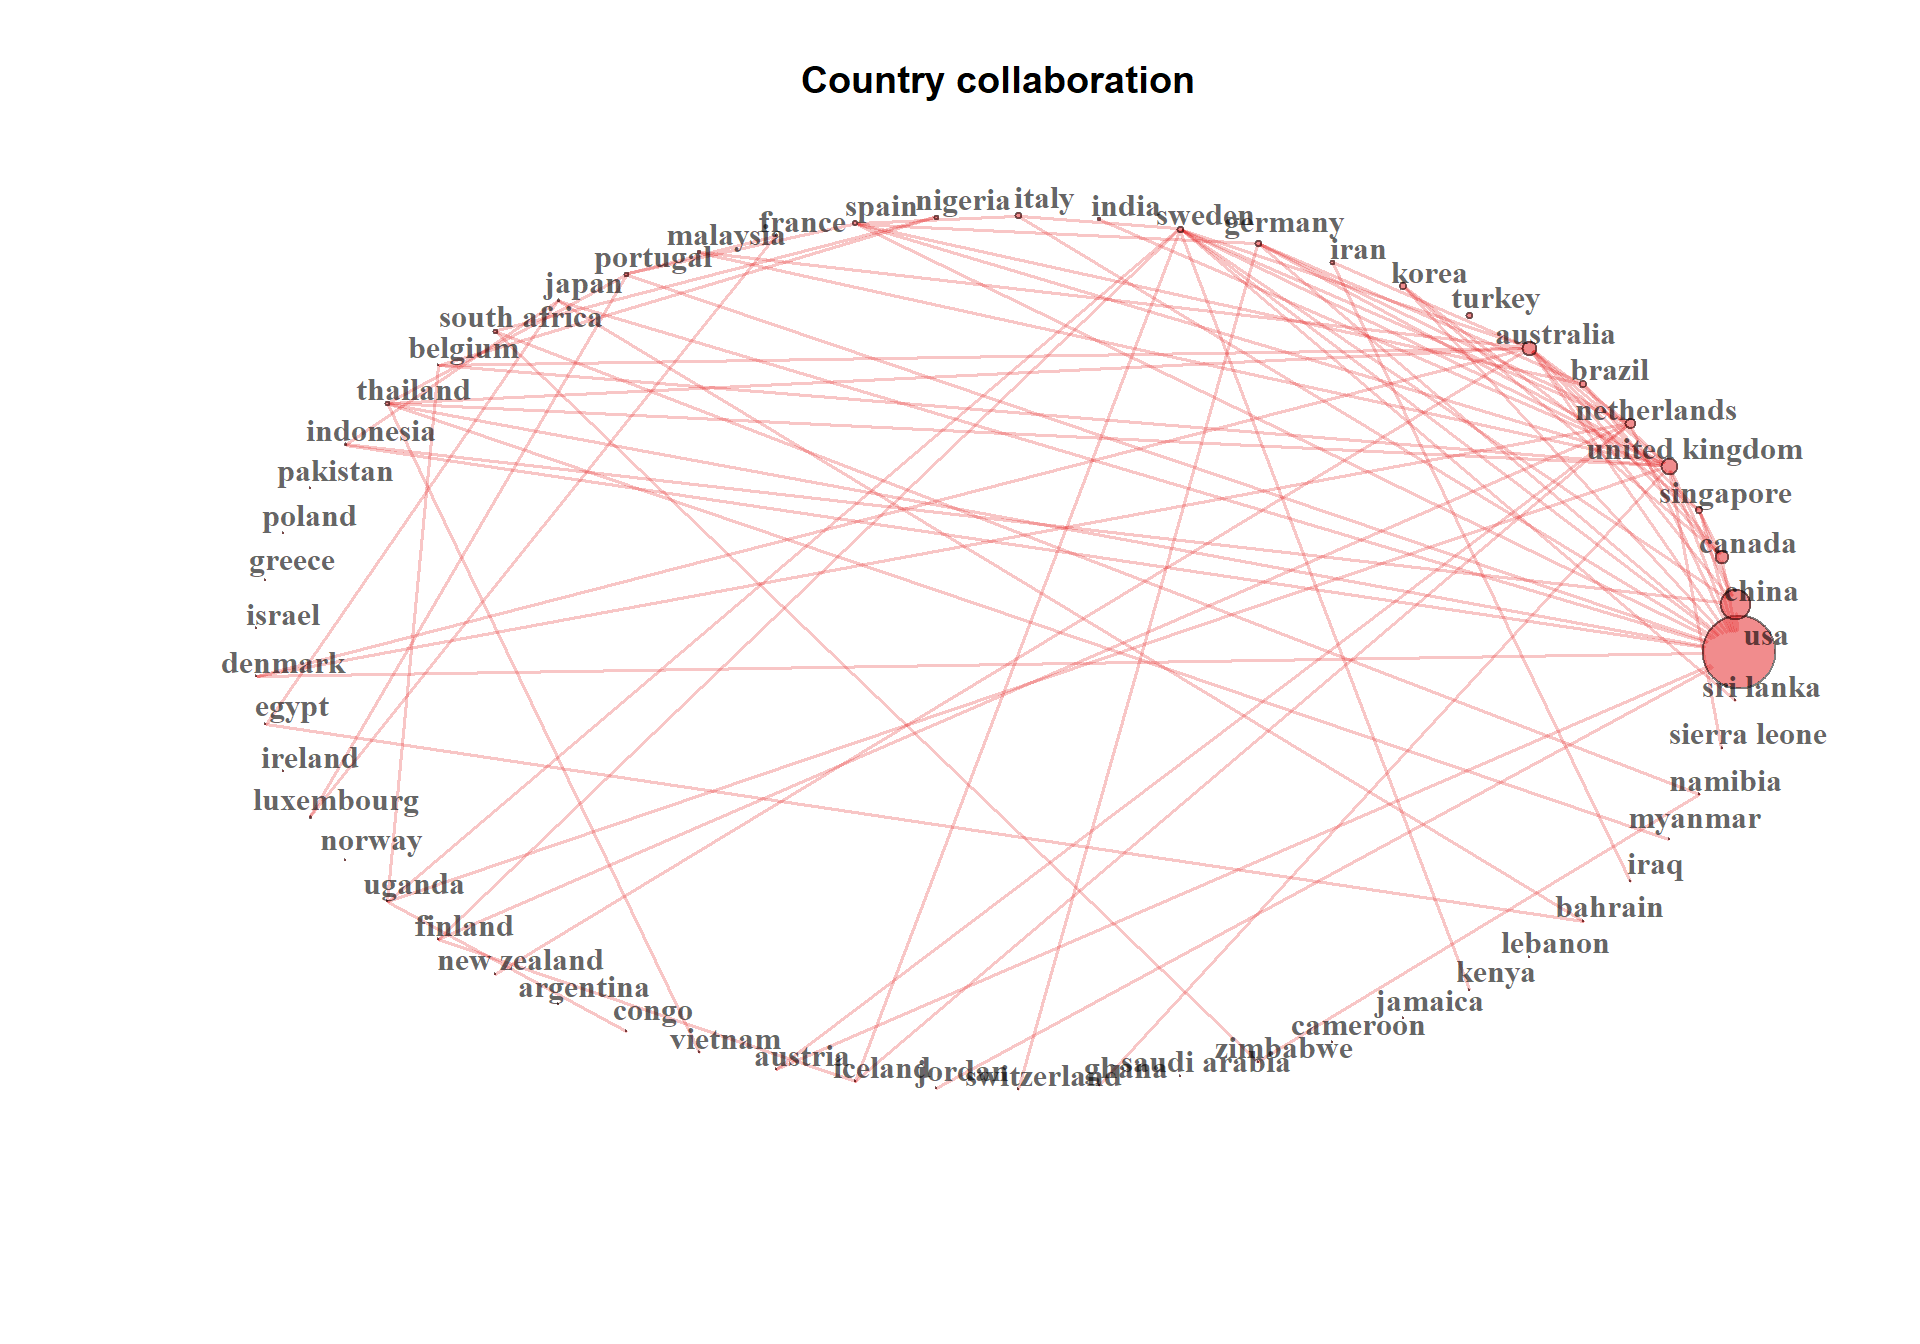 Country collaboration
italy
nigeria
spain
india
sweden
france
germany
malaysia
iran
portugal
korea
japan
turkey
south africa
australia
belgium
brazil
thailand
netherlands
indonesia
united kingdom
pakistan
singapore
poland
canada
greece
china
israel
usa
denmark
sri lanka
egypt
sierra leone
ireland
namibia
luxembourg
myanmar
norway
iraq
uganda
bahrain
finland
lebanon
new zealand
kenya
argentina
jamaica
congo
cameroon
vietnam
zimbabwe
austria
saudi arabia
iceland
ghana
jordan
switzerland